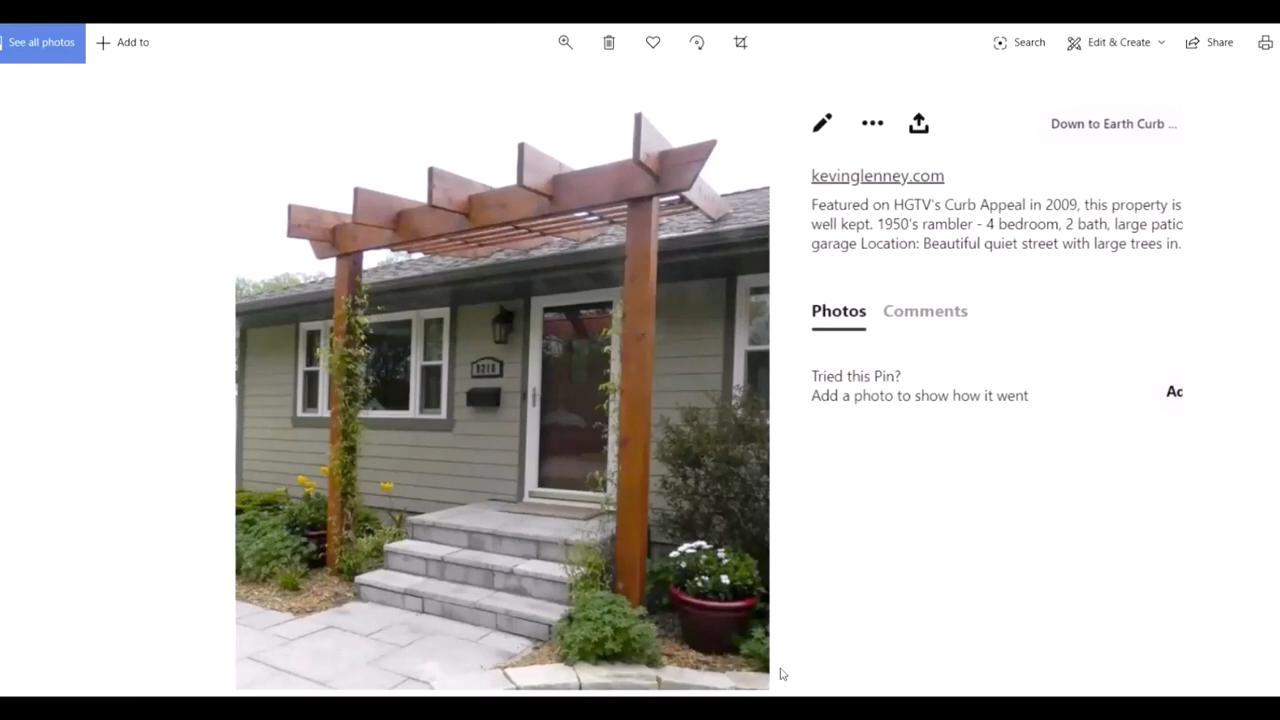 See all photos
Add to
Search
Edit & Create
Share
Down to Earth Curb ...
kevinglenney.com
Featured on HGTV's Curb Appeal in 2009, this property is
well kept. 1950's rambler - 4 bedroom, 2 bath, large patic
garage Location: Beautiful quiet street with large trees in.
Photos
Comments
Tried this Pin?
Add a photo to show how it went
Ac